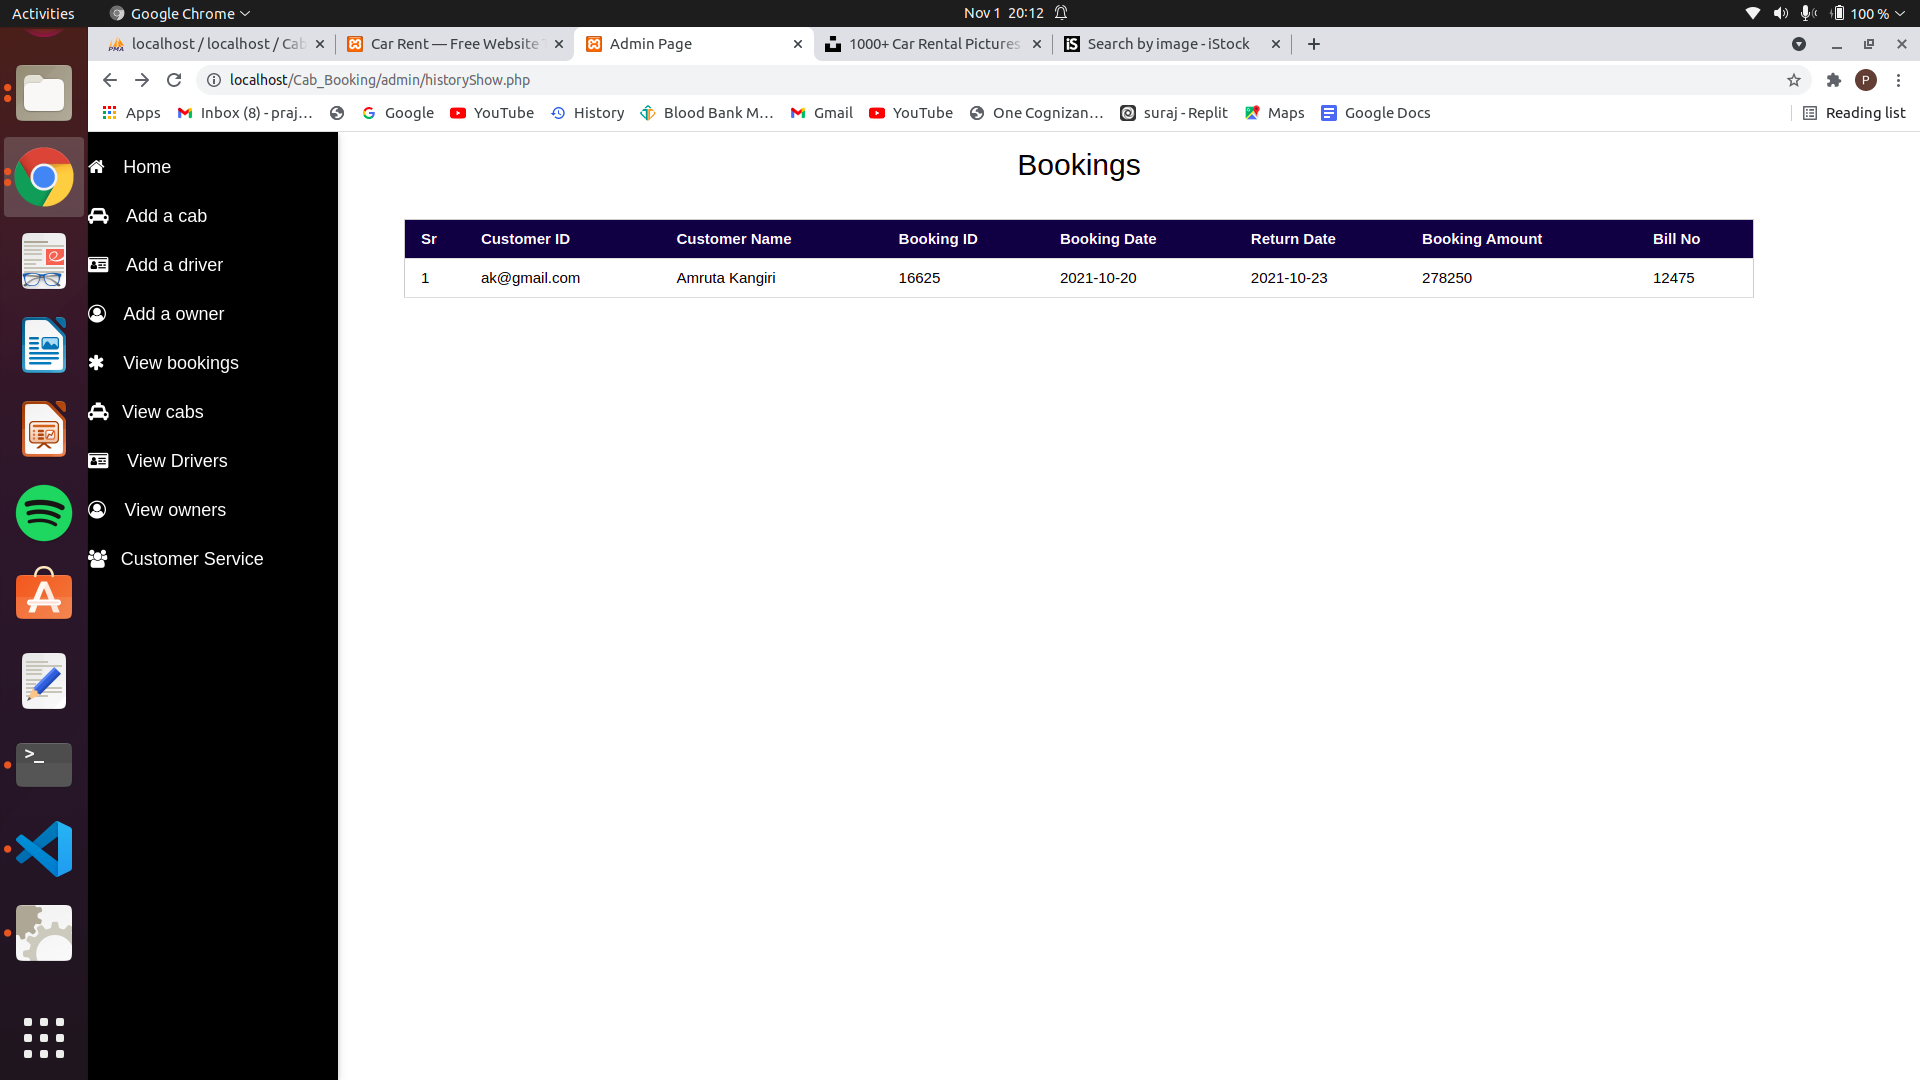 Activities Google Chrome Nov 1 20:12 100 %
localhost / localhost / Cab Car Rent — Free Website T Admin Page 1000+ Car Rental Pictures Search by image - iStock
localhost/Cab_Booking/admin/historyShow.php P
Apps Inbox (8) - praj... Google YouTube History Blood Bank M... Gmail YouTube One Cognizan... suraj - Replit Maps Google Docs Reading list
Home
Add a cab
Add a driver
Add a owner
View bookings
View cabs
View Drivers
View owners
Customer Service
Bookings
Sr Customer ID Customer Name Booking ID Booking Date Return Date Booking Amount Bill No
1 ak@gmail.com Amruta Kangiri 16625 2021-10-20 2021-10-23 278250 12475